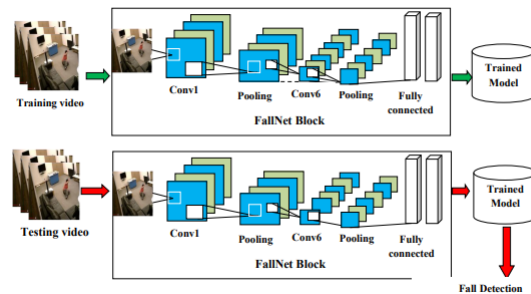 Training video
Conv1
Pooling
Conv6
Pooling
Fully
connected
FallNet Block
Trained
Model
Testing video
Conv1
Pooling
Conv6
Pooling
Fully
connected
FallNet Block
Trained
Model
Fall Detection